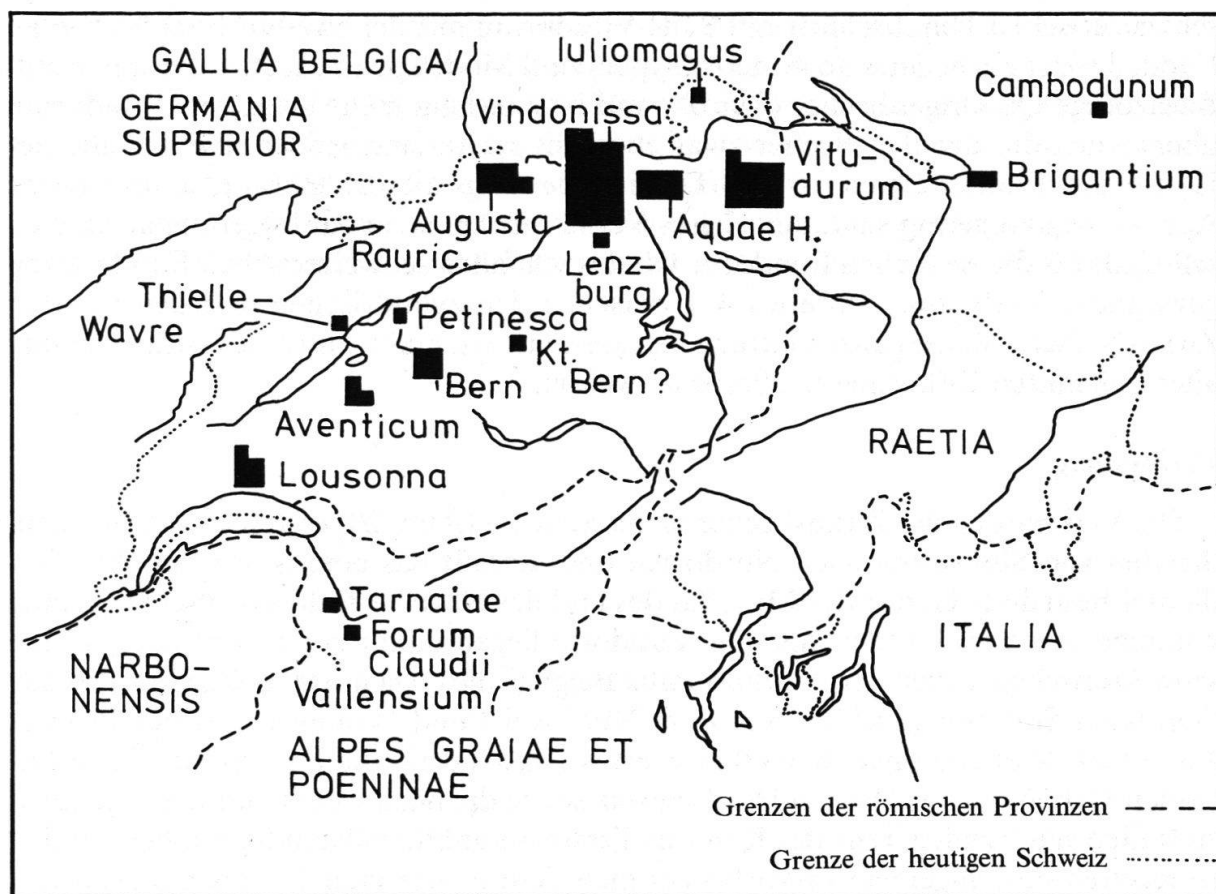 GALLIA BELGICA
GERMANIA
SUPERIOR
Iuliomagus
Cambodunum
Vindonissa
Vitu-
durum
Brigantium
Augusta
Rauric.
Aquae H.
Lenz-
burg
Thielle
Wavre
Petinesca
Kt.
Bern?
Bern
Aventicum
Lousonna
RAETIA
Tarnaiae
Forum
Claudii
Vallensium
ITALIA
NARBO-
NENSIS
ALPES GRAIAE ET
POENINAE
Grenzen der römischen Provinzen
Grenze der heutigen Schweiz